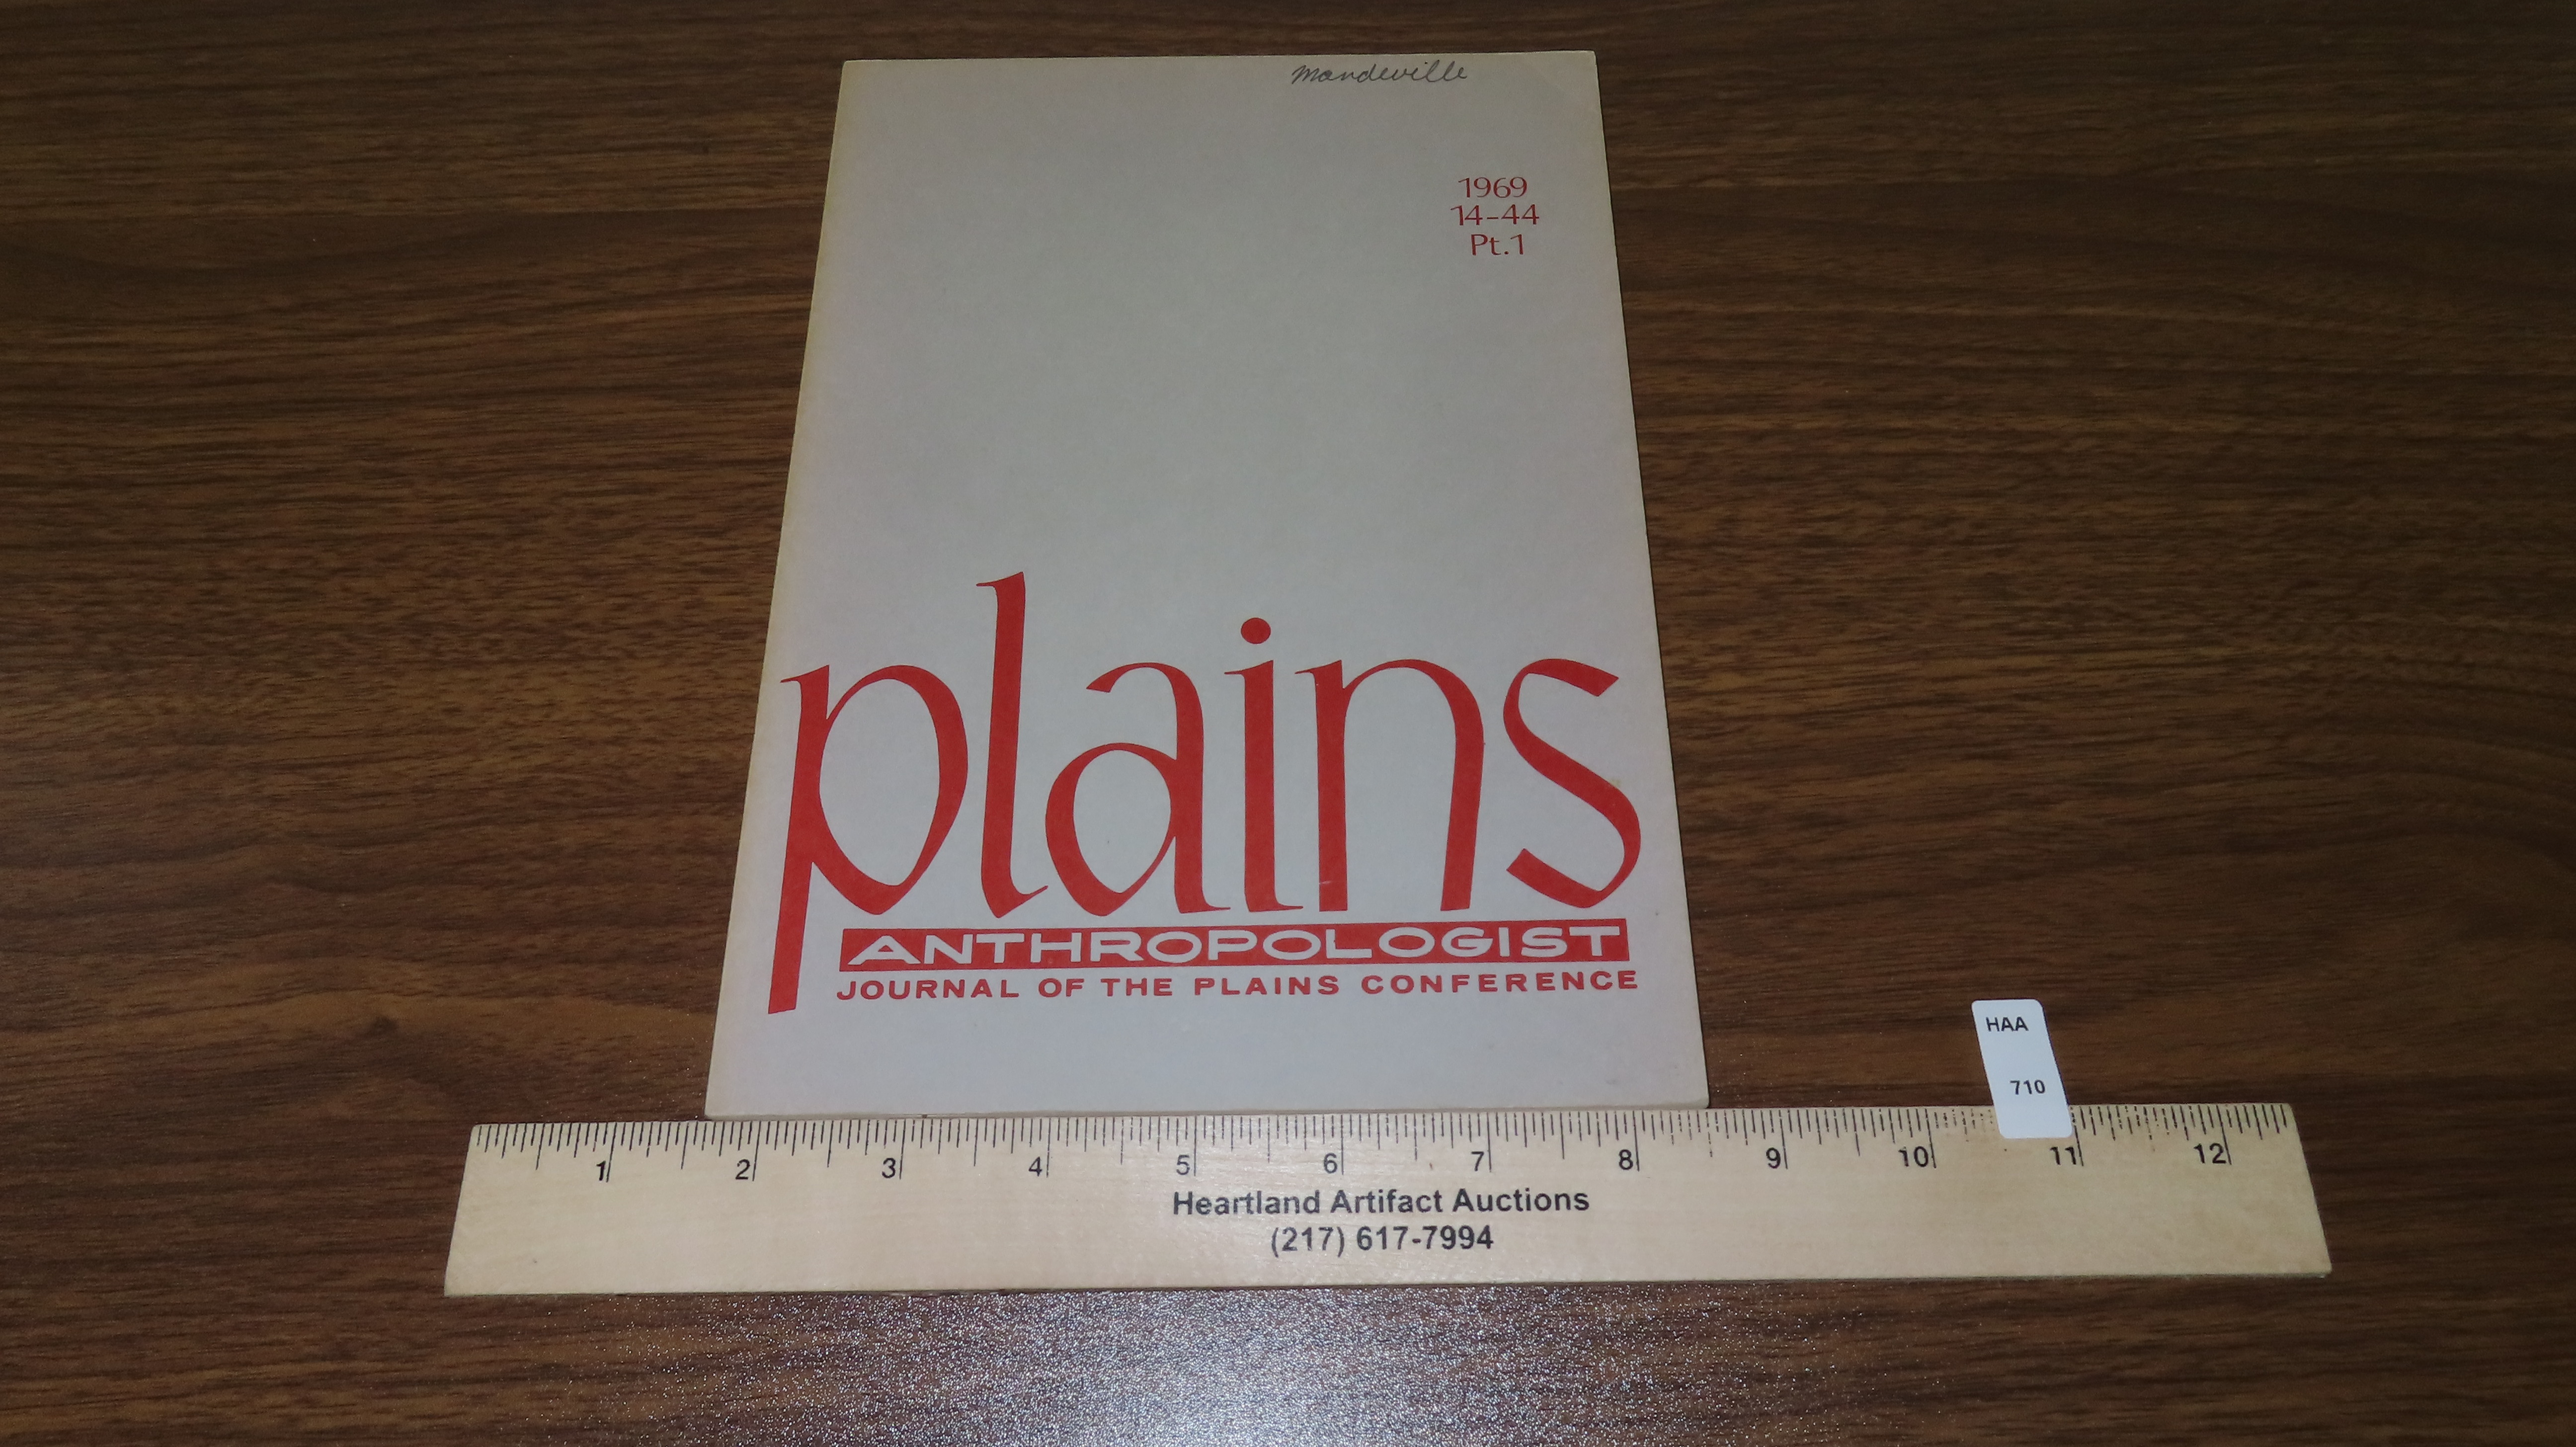 Mandeville
1969
14-44
Pt.1
plains
ANTHROPOLOGIST
JOURNAL OF THE PLAINS CONFERENCE
HAA
710
1 2 3 4 5 6 7 8 9 10 11 12
Heartland Artifact Auctions
(217) 617-7994